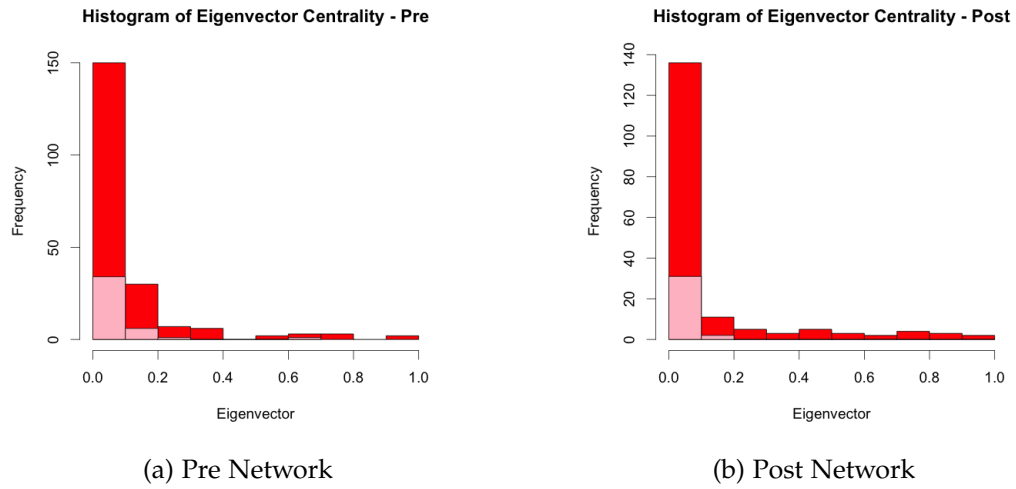 Histogram of Eigenvector Centrality - Pre
150
100
50
0
Frequency
0.0 0.2 0.4 0.6 0.8 1.0
Eigenvector
(a) Pre Network
Histogram of Eigenvector Centrality - Post
140
120
100
80
60
40
20
0
Frequency
0.0 0.2 0.4 0.6 0.8 1.0
Eigenvector
(b) Post Network